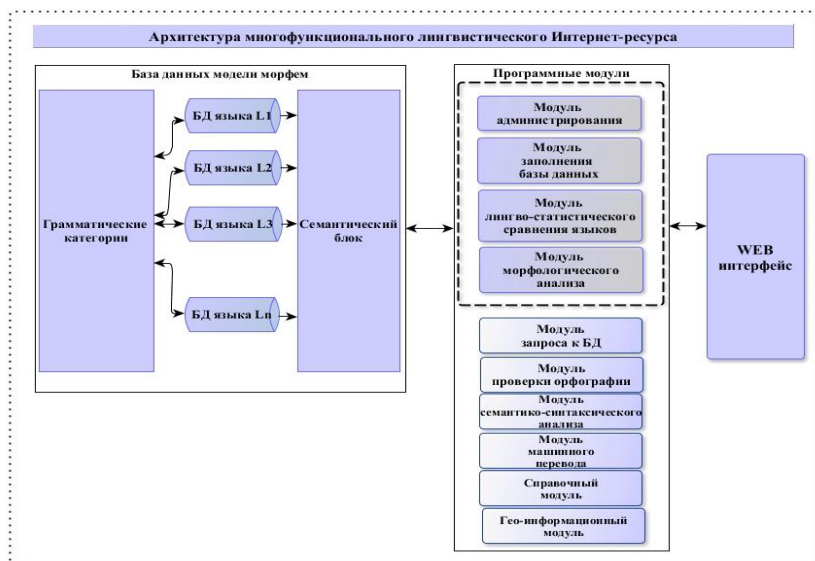 Архитектура многофункционального лингвистического Интернет-ресурса
База данных модели морфем
Грамматические
категории
БД языка L1
БД языка L2
БД языка L3
БД языка Ln
Семантический
блок
Программные модули
Модуль
администрирования
Модуль
заполнения
базы данных
Модуль
лингво-статистического
сравнения языков
Модуль
морфологического
анализа
Модуль
запроса к БД
Модуль
проверки орфографии
Модуль
семантико-синтаксического
анализа
Модуль
машинного
перевода
Справочный
модуль
Гео-информационный
модуль
WEB
интерфейс